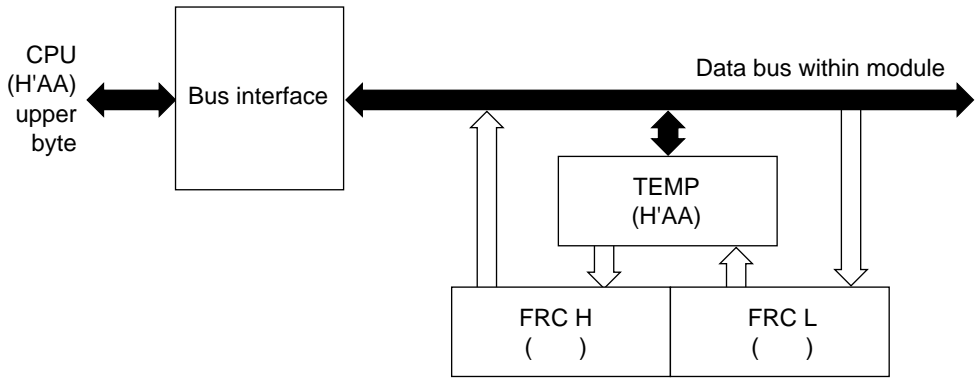 CPU
(H'AA)
upper
byte
Bus interface
Data bus within module
TEMP
(H'AA)
FRC H
(  )
FRC L
(  )